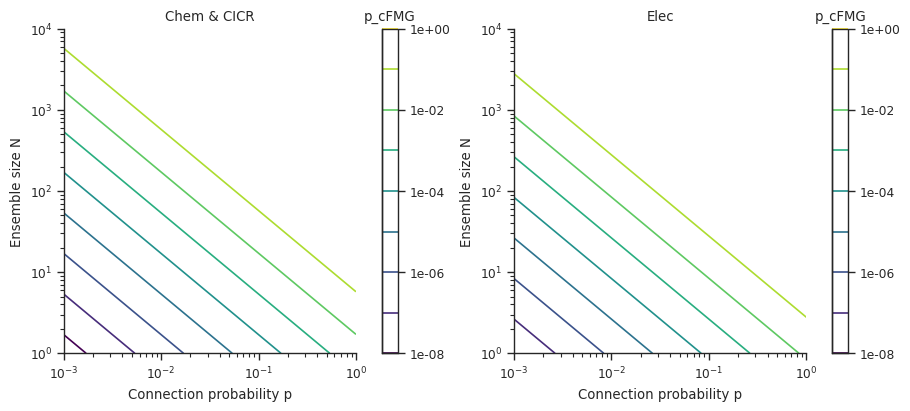 Chem & CICR
p_cFMG
Elec
p_cFMG
10^4
10^3
10^2
10^1
10^0
Ensemble size N
10^-3
10^-2
10^-1
10^0
Connection probability p
1e+00
1e-02
1e-04
1e-06
1e-08
10^4
10^3
10^2
10^1
10^0
Ensemble size N
10^-3
10^-2
10^-1
10^0
Connection probability p
1e+00
1e-02
1e-04
1e-06
1e-08